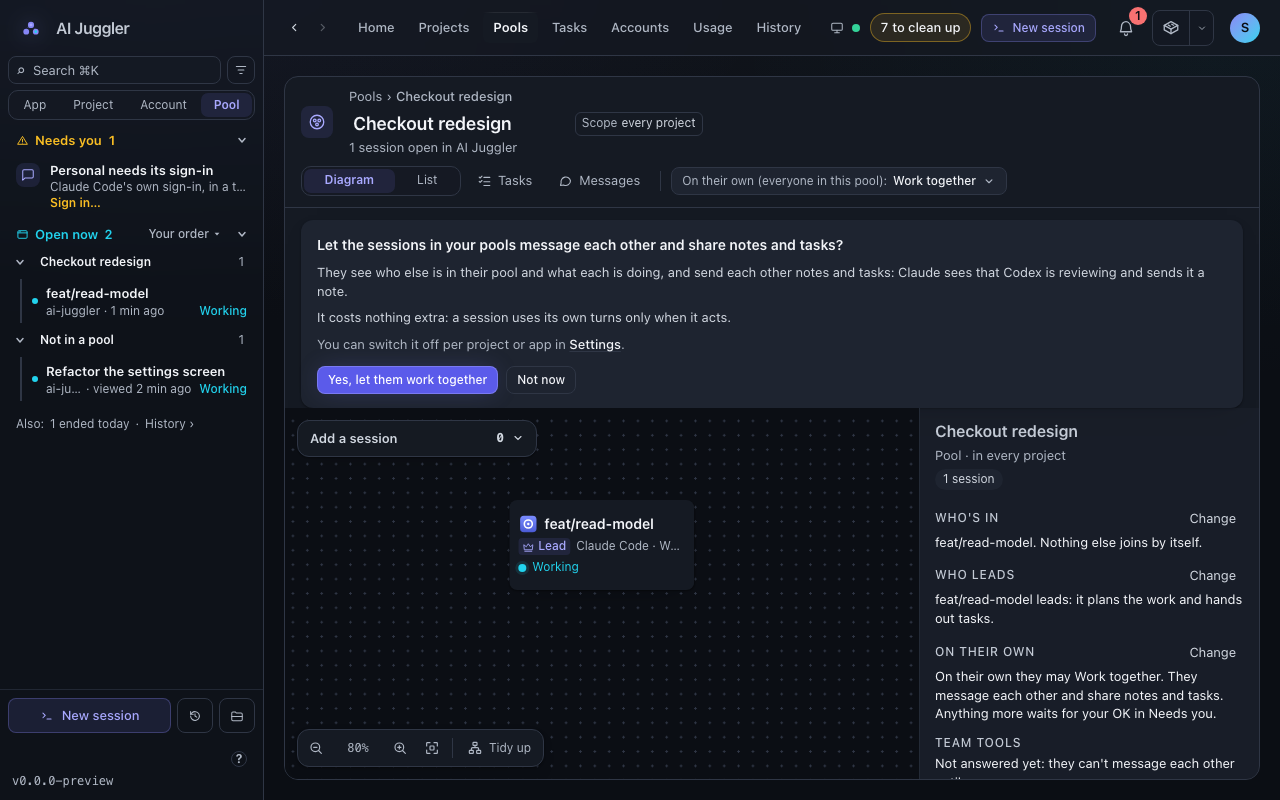 AI Juggler
Search ⌘K
App Project Account Pool
Needs you 1
Personal needs its sign-in
Claude Code's own sign-in, in a t…
Sign in…
Open now 2
Your order
Checkout redesign 1
feat/read-model
ai-juggler · 1 min ago Working
Not in a pool 1
Refactor the settings screen
ai-ju… · viewed 2 min ago Working
Also: 1 ended today · History ›
New session
?
v0.0.0-preview
Home Projects Pools Tasks Accounts Usage History
7 to clean up
New session
1
S
Pools › Checkout redesign
Checkout redesign
Scope every project
1 session open in AI Juggler
Diagram List Tasks Messages
On their own (everyone in this pool): Work together
Let the sessions in your pools message each other and share notes and tasks?
They see who else is in their pool and what each is doing, and send each other notes and tasks: Claude sees that Codex is reviewing and sends it a
note.
It costs nothing extra: a session uses its own turns only when it acts.
You can switch it off per project or app in Settings.
Yes, let them work together Not now
Add a session 0
feat/read-model
Lead Claude Code · W…
Working
80% Tidy up
Checkout redesign
Pool · in every project
1 session
WHO'S IN Change
feat/read-model. Nothing else joins by itself.
WHO LEADS Change
feat/read-model leads: it plans the work and hands
out tasks.
ON THEIR OWN Change
On their own they may Work together. They
message each other and share notes and tasks.
Anything more waits for your OK in Needs you.
TEAM TOOLS
Not answered yet: they can't message each other